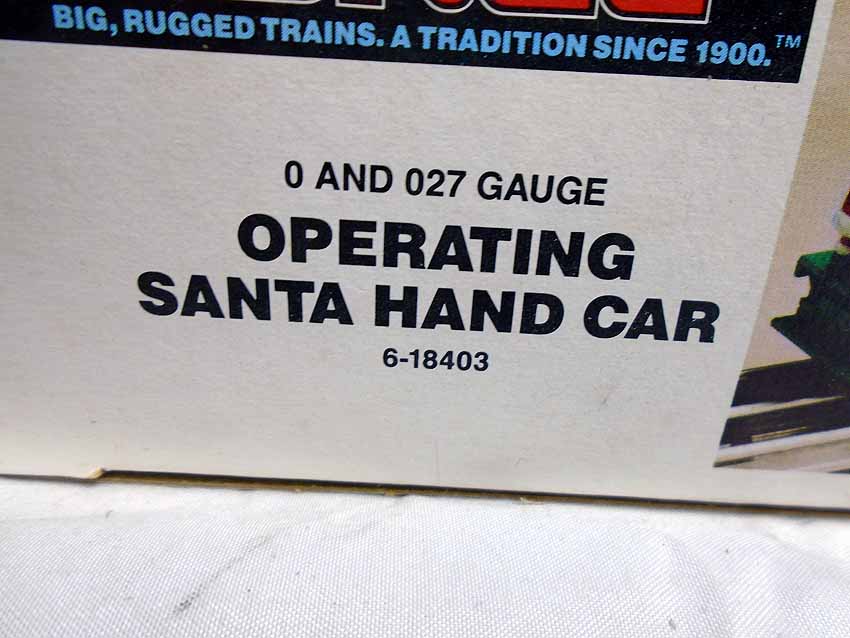 BIG, RUGGED TRAINS. A TRADITION SINCE 1900.™
0 AND 027 GAUGE
OPERATING
SANTA HAND CAR
6-18403